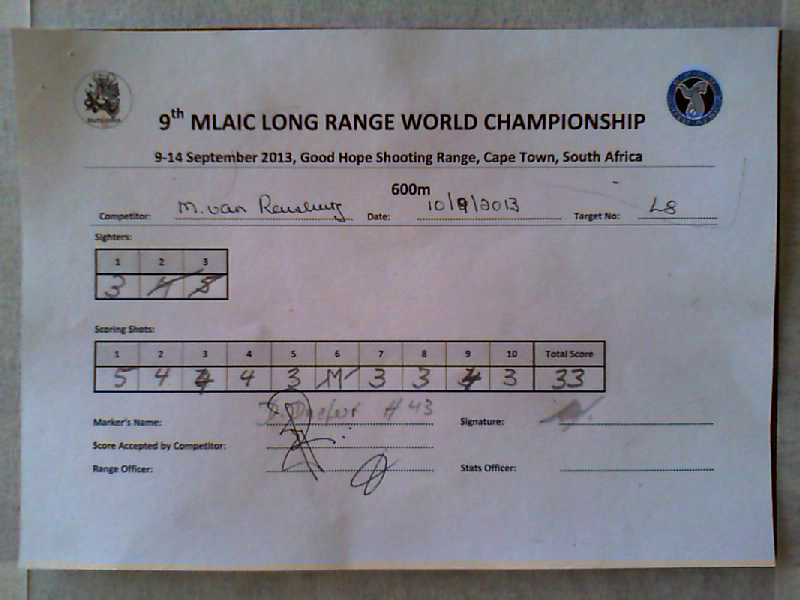 9th MLAIC LONG RANGE WORLD CHAMPIONSHIP
9-14 September 2013, Good Hope Shooting Range, Cape Town, South Africa
600m
Competitor: M. van Rensburg Date: 10/9/2013 Target No: L8
Sighters:
1 2 3
3 4
Scoring Shots:
1 2 3 4 5 6 7 8 9 10 Total Score
5 4 4 4 3 M 3 3 4 3 33
Marker's Name: #43 Signature:
Score Accepted by Competitor:
Range Officer: Stats Officer: